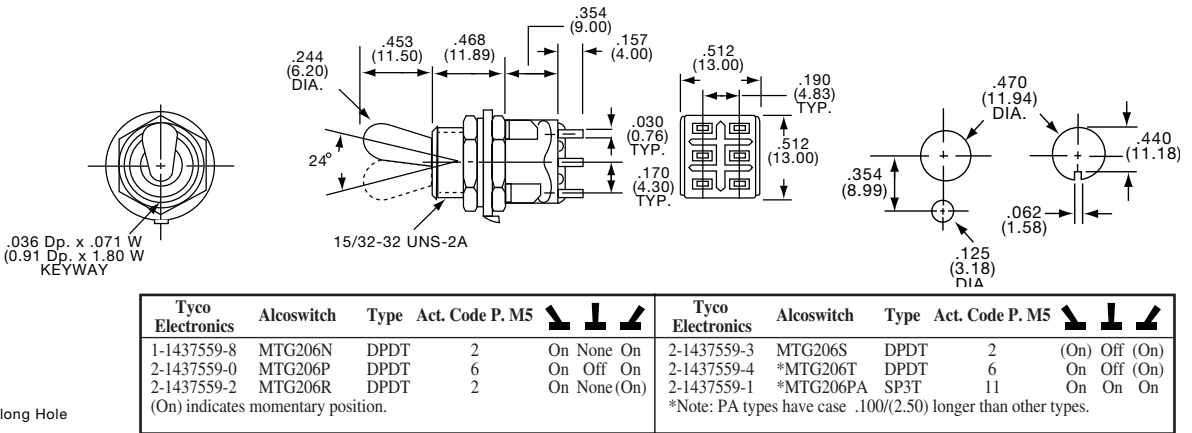 .244
(6.20)
DIA.
.453
(11.50)
.468
(11.89)
.354
(9.00)
.157
(4.00)
.512
(13.00)
.190
(4.83)
TYP.
.030
(0.76)
TYP.
.170
(4.30)
TYP.
.512
(13.00)
.470
(11.94)
DIA.
.440
(11.18)
.354
(8.99)
.062
(1.58)
.125
(3.18)
DIA
24°
15/32-32 UNS-2A
.036 Dp. x .071 W
(0.91 Dp. x 1.80 W
KEYWAY
Tyco Electronics Alcoswitch Type Act. Code P. M5
1-1437559-8 MTG206N DPDT 2 On None On
2-1437559-0 MTG206P DPDT 6 On Off On
2-1437559-2 MTG206R DPDT 2 On None (On)
(On) indicates momentary position.
Tyco Electronics Alcoswitch Type Act. Code P. M5
2-1437559-3 MTG206S DPDT 2 (On) Off (On)
2-1437559-4 *MTG206T DPDT 6 On Off (On)
2-1437559-1 *MTG206PA SP3T 11 On On On
*Note: PA types have case .100/(2.50) longer than other types.
long Hole